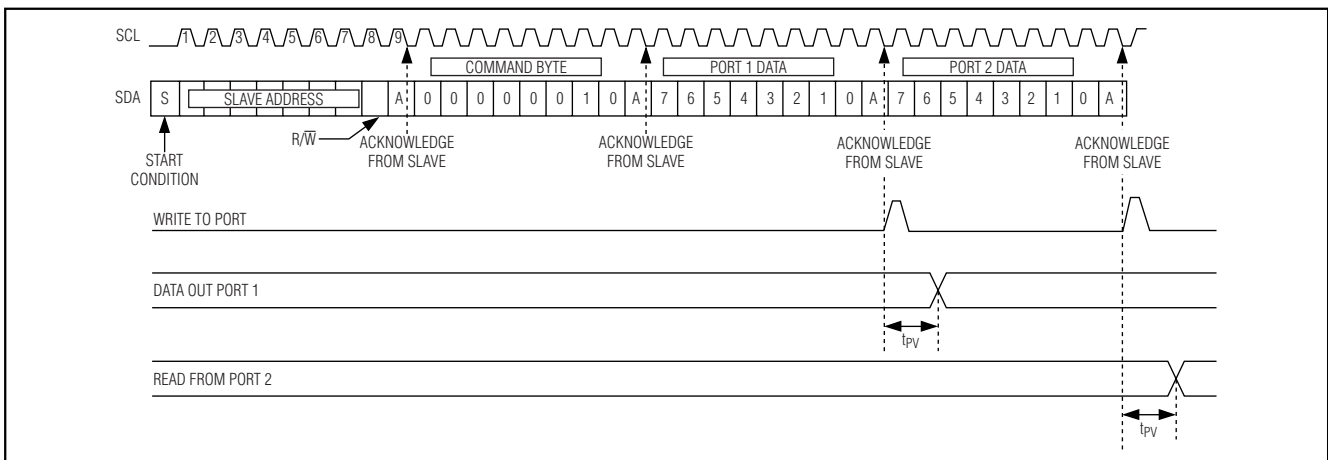 SCL 1 2 3 4 5 6 7 8 9
COMMAND BYTE PORT 1 DATA PORT 2 DATA
SDA S SLAVE ADDRESS A 0 0 0 0 0 0 1 0 A 7 6 5 4 3 2 1 0 A 7 6 5 4 3 2 1 0 A
R/W̅ ACKNOWLEDGE ACKNOWLEDGE ACKNOWLEDGE ACKNOWLEDGE
FROM SLAVE FROM SLAVE FROM SLAVE FROM SLAVE
START
CONDITION
WRITE TO PORT
DATA OUT PORT 1
tPV
READ FROM PORT 2
tPV